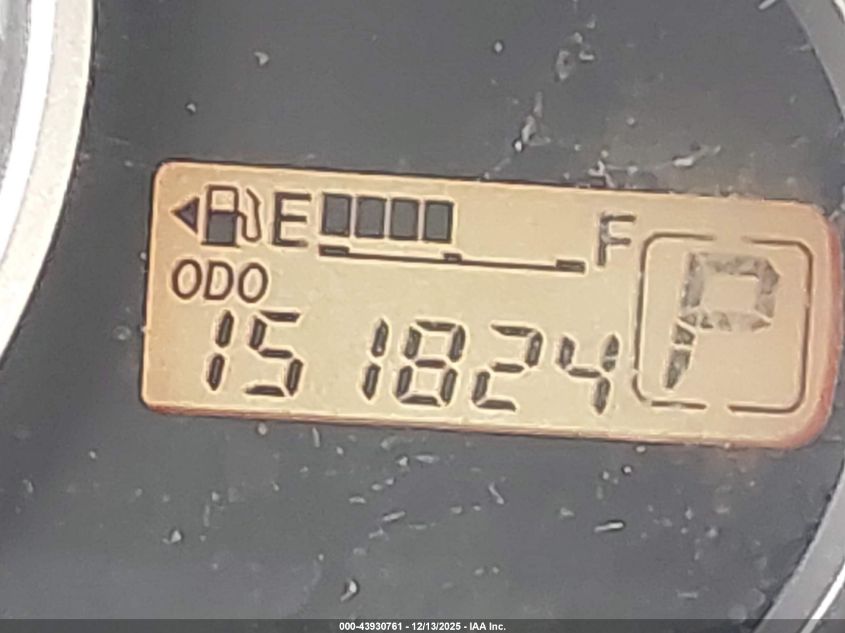 E F
ODO
151824 P
000-43930761 - 12/13/2025 - IAA Inc.